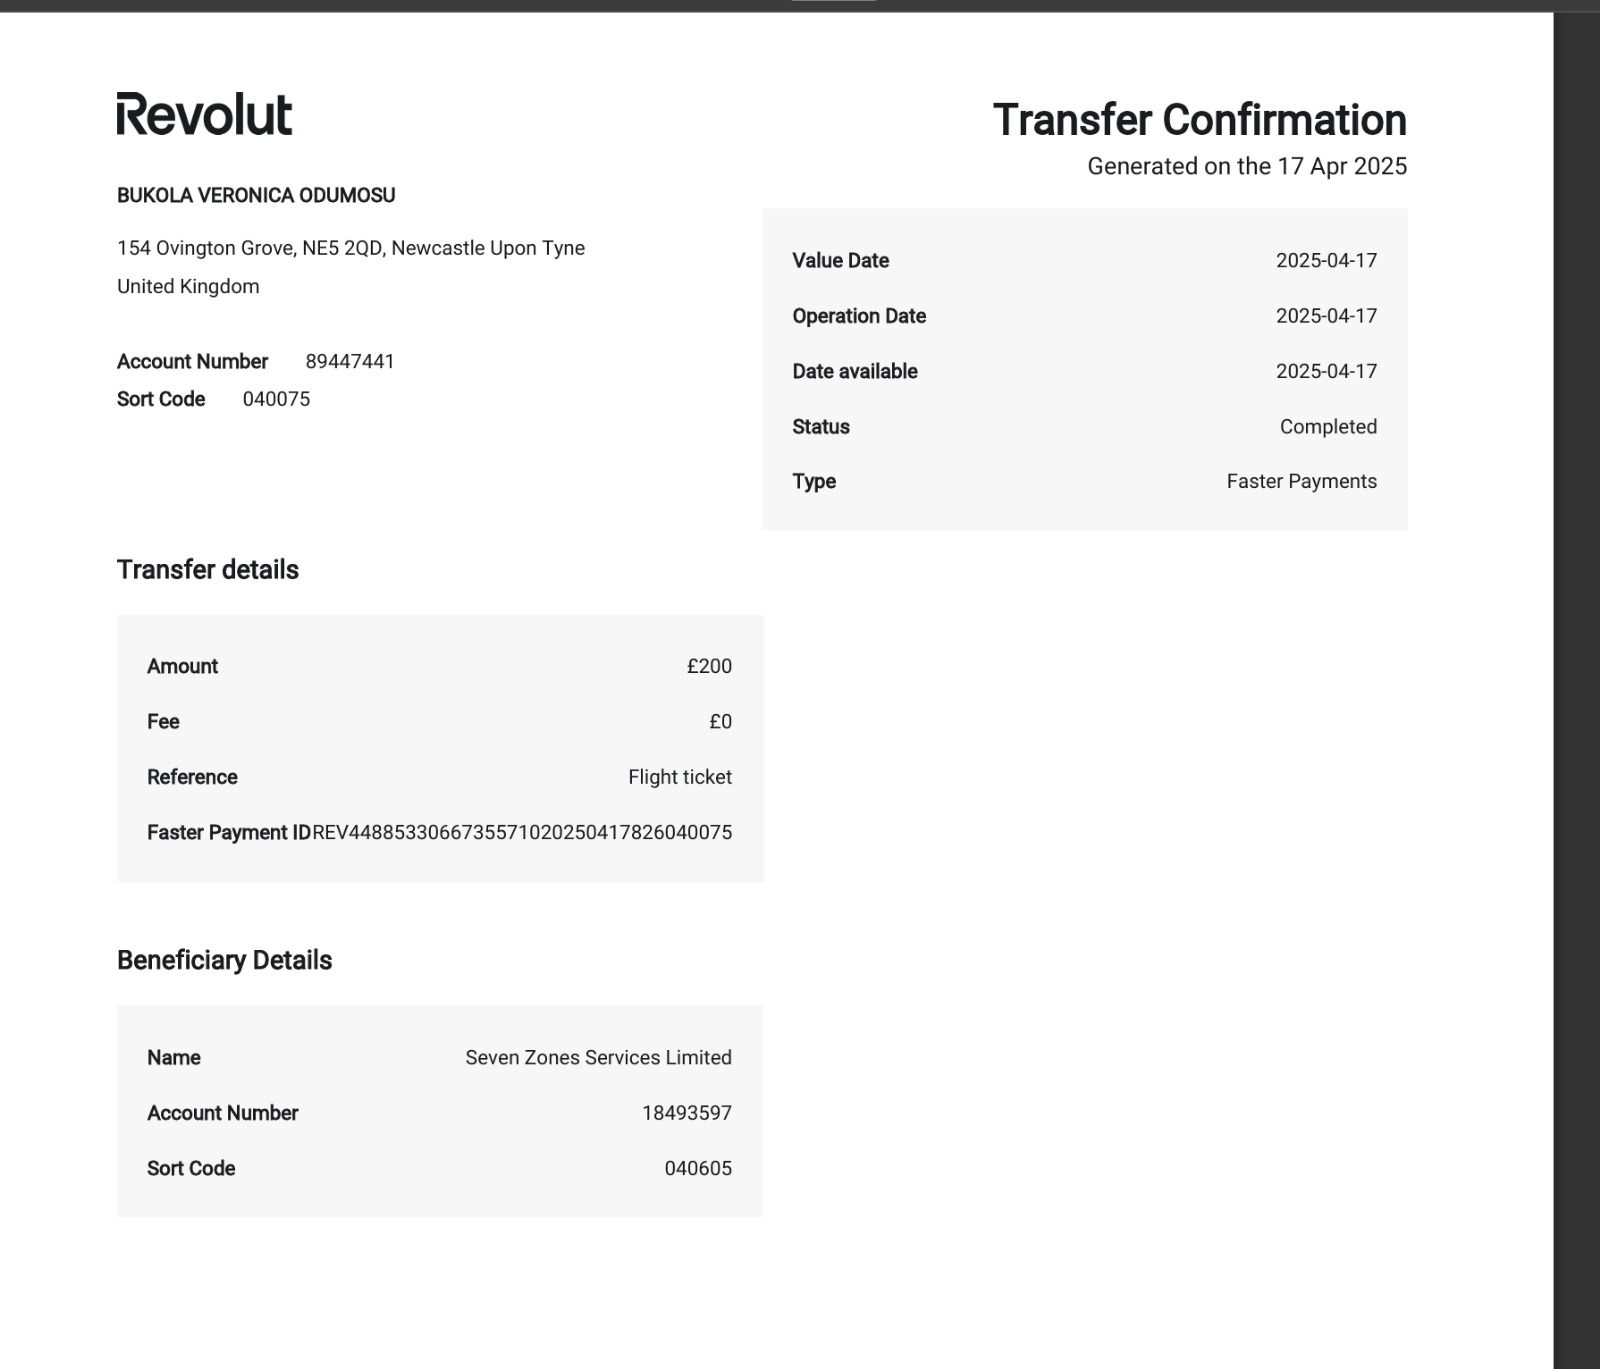 Revolut
Transfer Confirmation
Generated on the 17 Apr 2025
BUKOLA VERONICA ODUMOSU
154 Ovington Grove, NE5 2QD, Newcastle Upon Tyne
United Kingdom
Account Number 89447441
Sort Code 040075
Value Date 2025-04-17
Operation Date 2025-04-17
Date available 2025-04-17
Status Completed
Type Faster Payments
Transfer details
Amount £200
Fee £0
Reference Flight ticket
Faster Payment ID REV448853306673557102025041782604​0075
Beneficiary Details
Name Seven Zones Services Limited
Account Number 18493597
Sort Code 040605